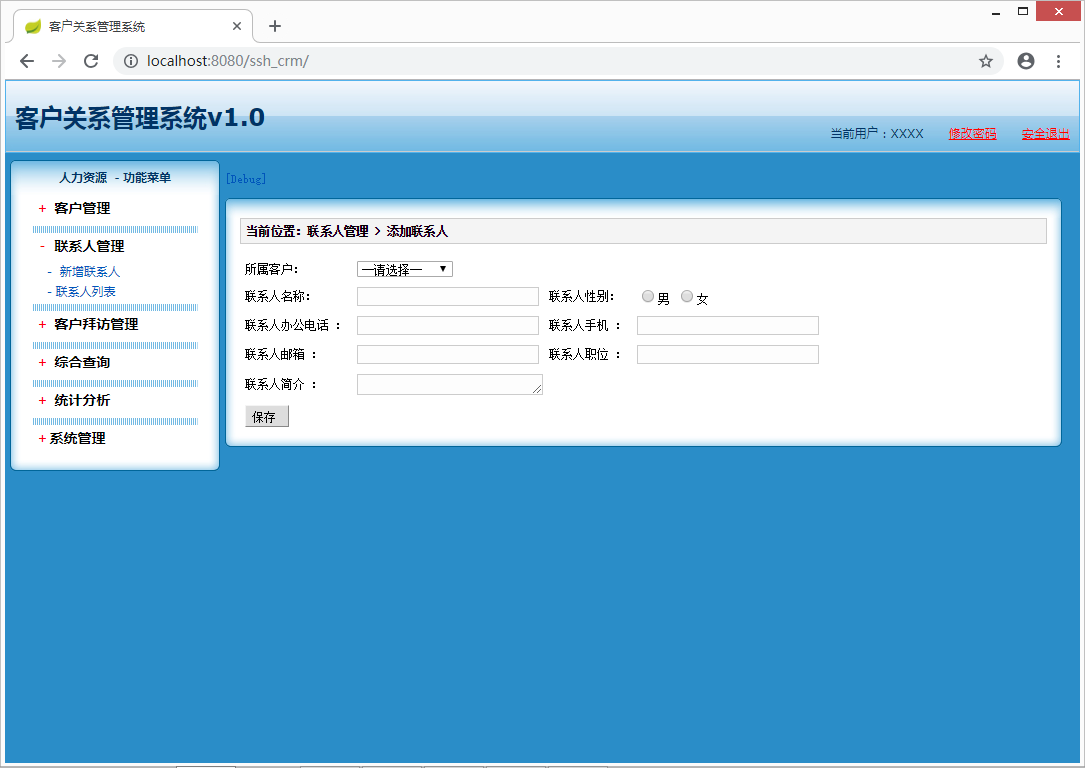 客户关系管理系统
localhost:8080/ssh_crm/
客户关系管理系统v1.0
当前用户：XXXX 修改密码 安全退出
人力资源 - 功能菜单
+ 客户管理
- 联系人管理
- 新增联系人
- 联系人列表
+ 客户拜访管理
+ 综合查询
+ 统计分析
+ 系统管理
[Debug]
当前位置：联系人管理 > 添加联系人
所属客户： —请选择—
联系人名称： 联系人性别： 男 女
联系人办公电话 ： 联系人手机 ：
联系人邮箱 ： 联系人职位 ：
联系人简介 ：
保存